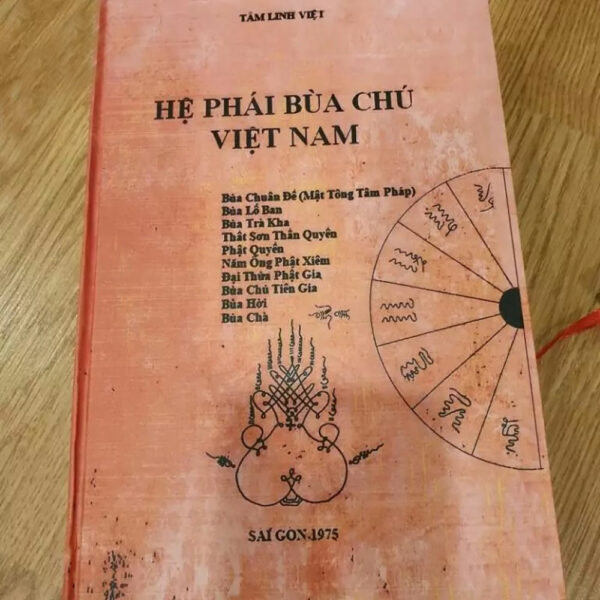 TÂM LINH VIỆT
HỆ PHÁI BÙA CHÚ
VIỆT NAM
Bùa Chuẩn Đề (Mật Tông Tâm Pháp)
Bùa Lỗ Ban
Bùa Trà Kha
Thất Sơn Thần Quyền
Phật Quyền
Năm Ông Phật Xiêm
Đại Thừa Phật Gia
Bùa Chú Tiên Gia
Bùa Hời
Bùa Chà
SÀI GON 1975